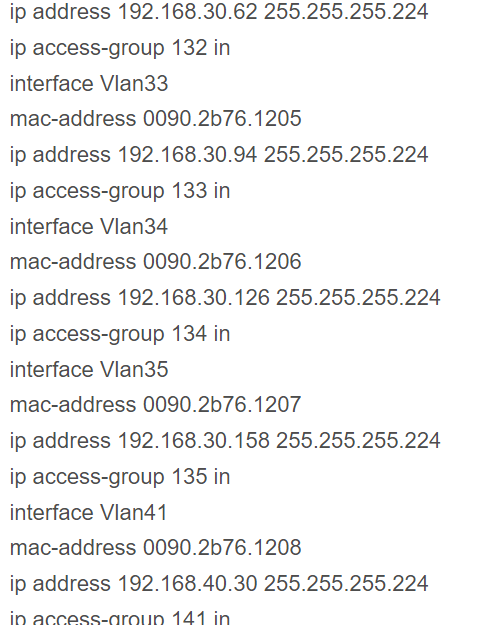 ip address 192.168.30.62 255.255.255.224
ip access-group 132 in
interface Vlan33
mac-address 0090.2b76.1205
ip address 192.168.30.94 255.255.255.224
ip access-group 133 in
interface Vlan34
mac-address 0090.2b76.1206
ip address 192.168.30.126 255.255.255.224
ip access-group 134 in
interface Vlan35
mac-address 0090.2b76.1207
ip address 192.168.30.158 255.255.255.224
ip access-group 135 in
interface Vlan41
mac-address 0090.2b76.1208
ip address 192.168.40.30 255.255.255.224
ip access-group 141 in